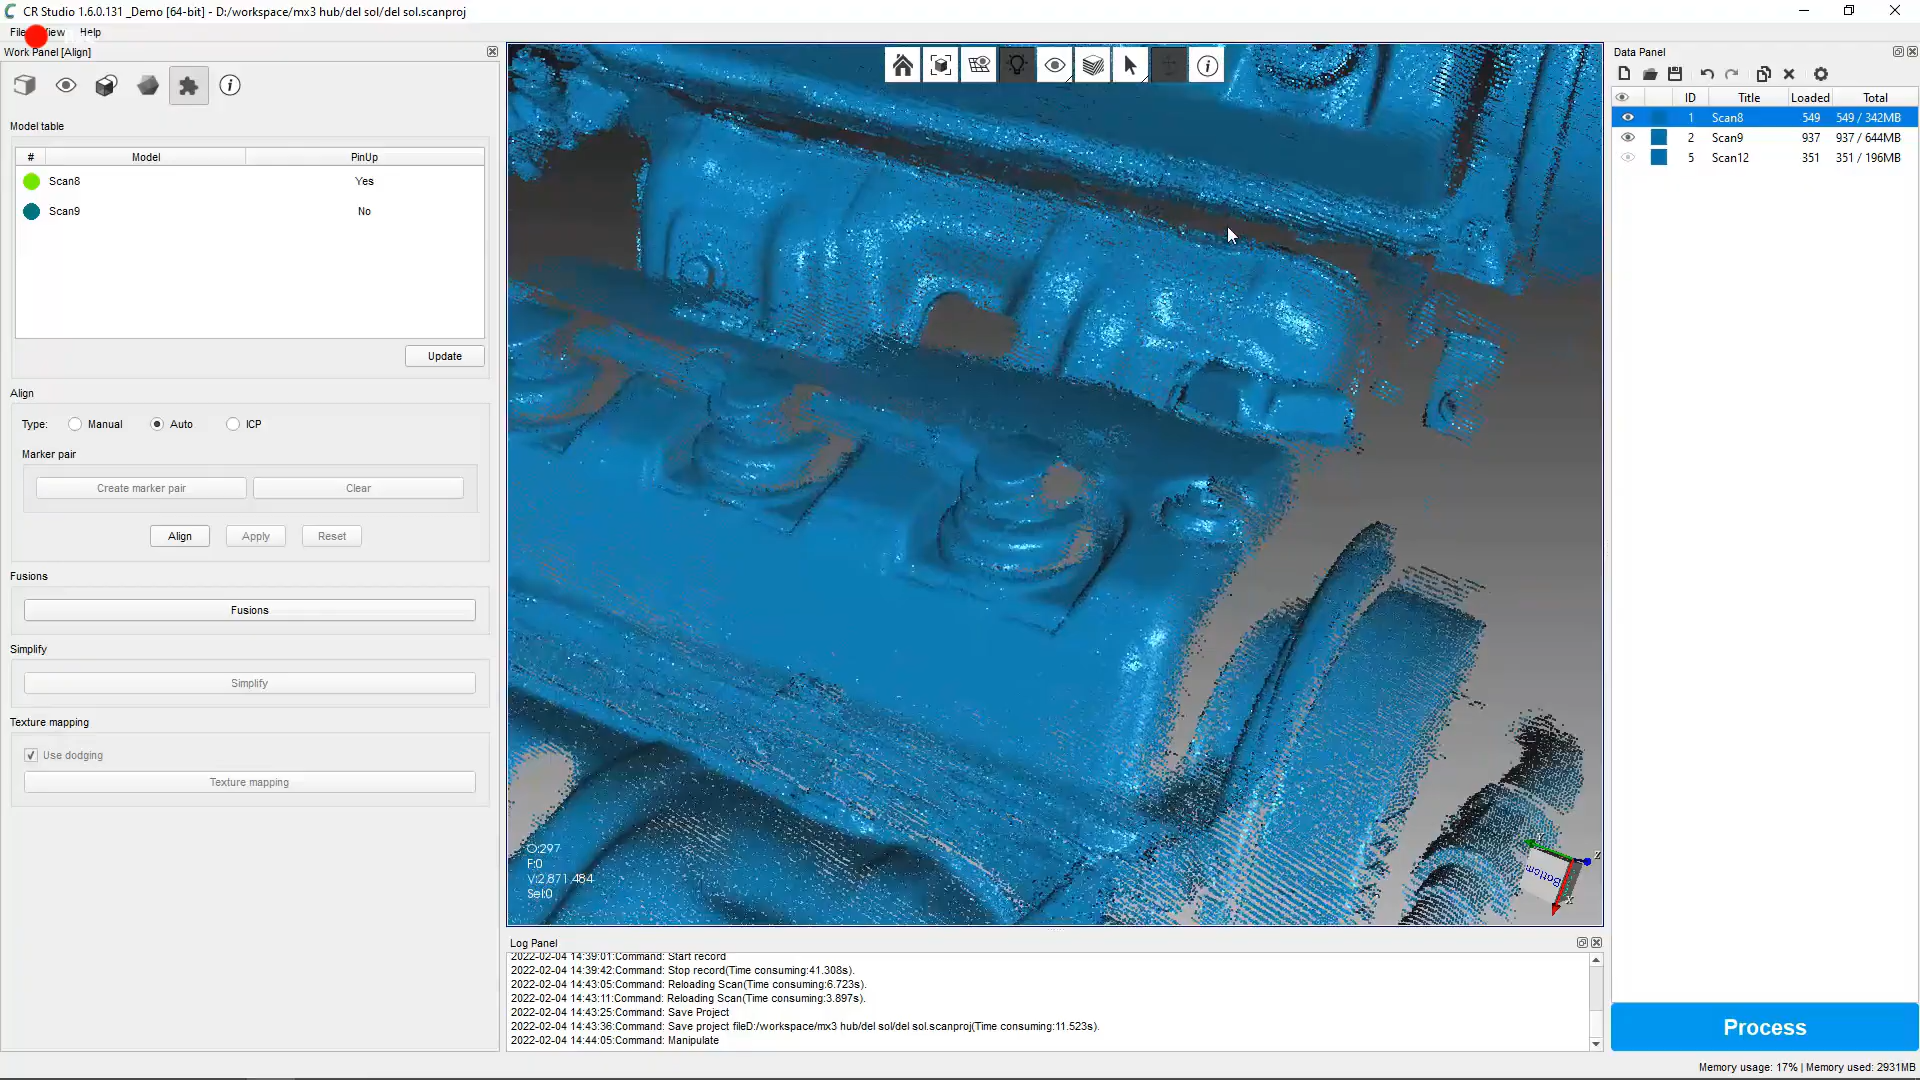 CR Studio 1.6.0.131 _Demo [64-bit] - D:/workspace/mx3 hub/del sol/del sol.scanproj
File View Help
Work Panel [Align]
Model table
# Model PinUp
Scan8 Yes
Scan9 No
Update
Align
Type: Manual Auto ICP
Marker pair
Create marker pair Clear
Align Apply Reset
Fusions
Fusions
Simplify
Simplify
Texture mapping
Use dodging
Texture mapping
O:297
F:0
V:2,871,484
Sel:0
Bottom
Z
X
Log Panel
2022-02-04 14:39:01:Command: Start record
2022-02-04 14:39:42:Command: Stop record(Time consuming:41.308s).
2022-02-04 14:43:05:Command: Reloading Scan(Time consuming:6.723s).
2022-02-04 14:43:11:Command: Reloading Scan(Time consuming:3.897s).
2022-02-04 14:43:25:Command: Save Project
2022-02-04 14:43:36:Command: Save project fileD:/workspace/mx3 hub/del sol/del sol.scanproj(Time consuming:11.523s).
2022-02-04 14:44:05:Command: Manipulate
Data Panel
ID Title Loaded Total
1 Scan8 549 549 / 342MB
2 Scan9 937 937 / 644MB
5 Scan12 351 351 / 196MB
Process
Memory usage: 17% | Memory used: 2931MB